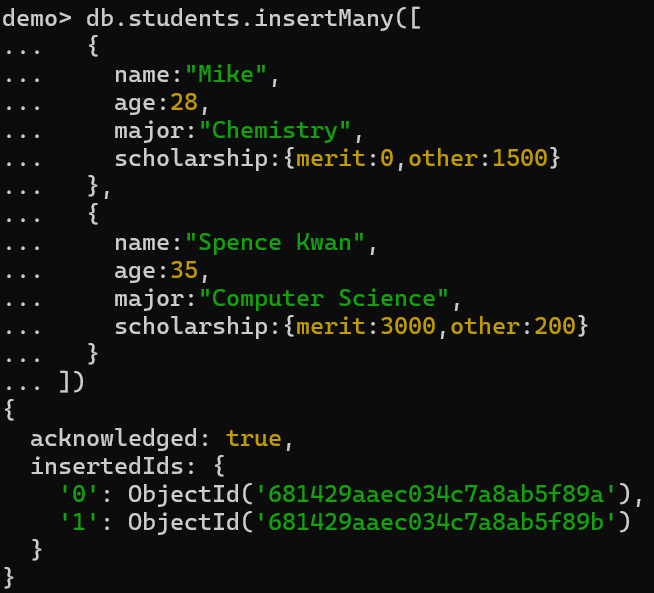 demo> db.students.insertMany([
...   {
...     name:"Mike",
...     age:28,
...     major:"Chemistry",
...     scholarship:{merit:0,other:1500}
...   },
...   {
...     name:"Spence Kwan",
...     age:35,
...     major:"Computer Science",
...     scholarship:{merit:3000,other:200}
...   }
... ])
{
  acknowledged: true,
  insertedIds: {
    '0': ObjectId('681429aaec034c7a8ab5f89a'),
    '1': ObjectId('681429aaec034c7a8ab5f89b')
  }
}